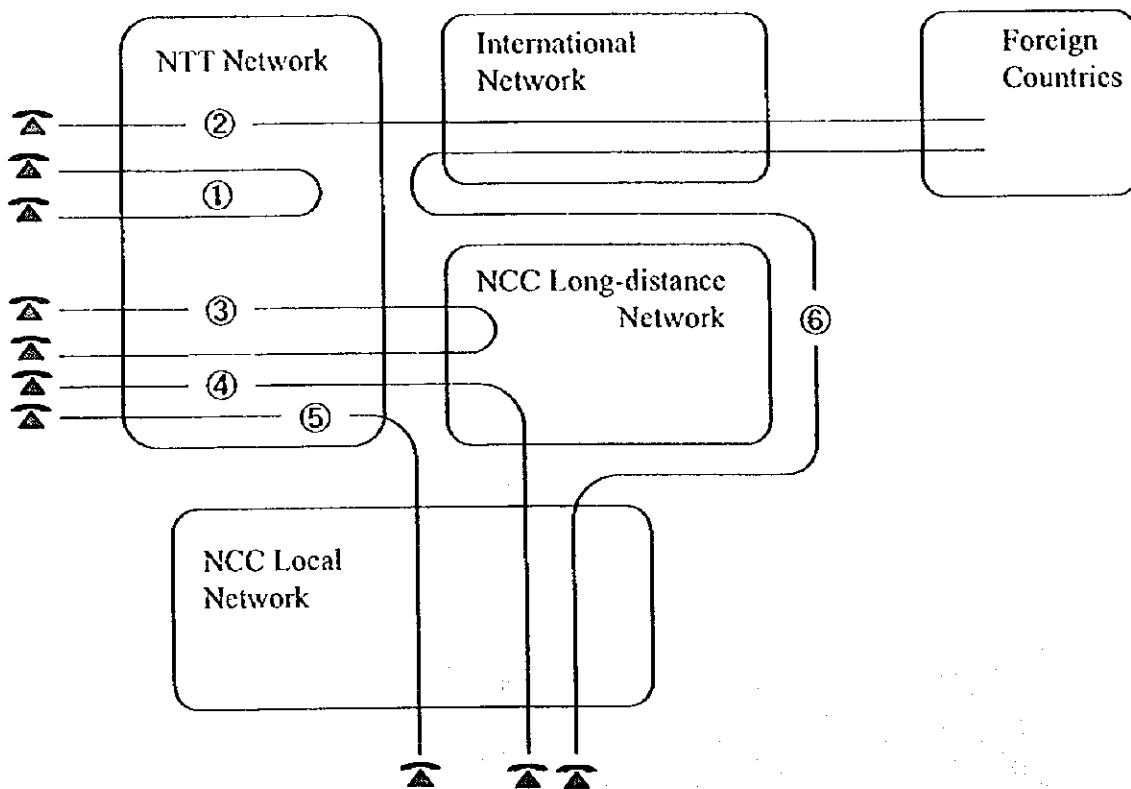 NTT Network
International
Network
Foreign
Countries
②
①
NCC Long-distance
Network
③
⑥
④
⑤
NCC Local
Network